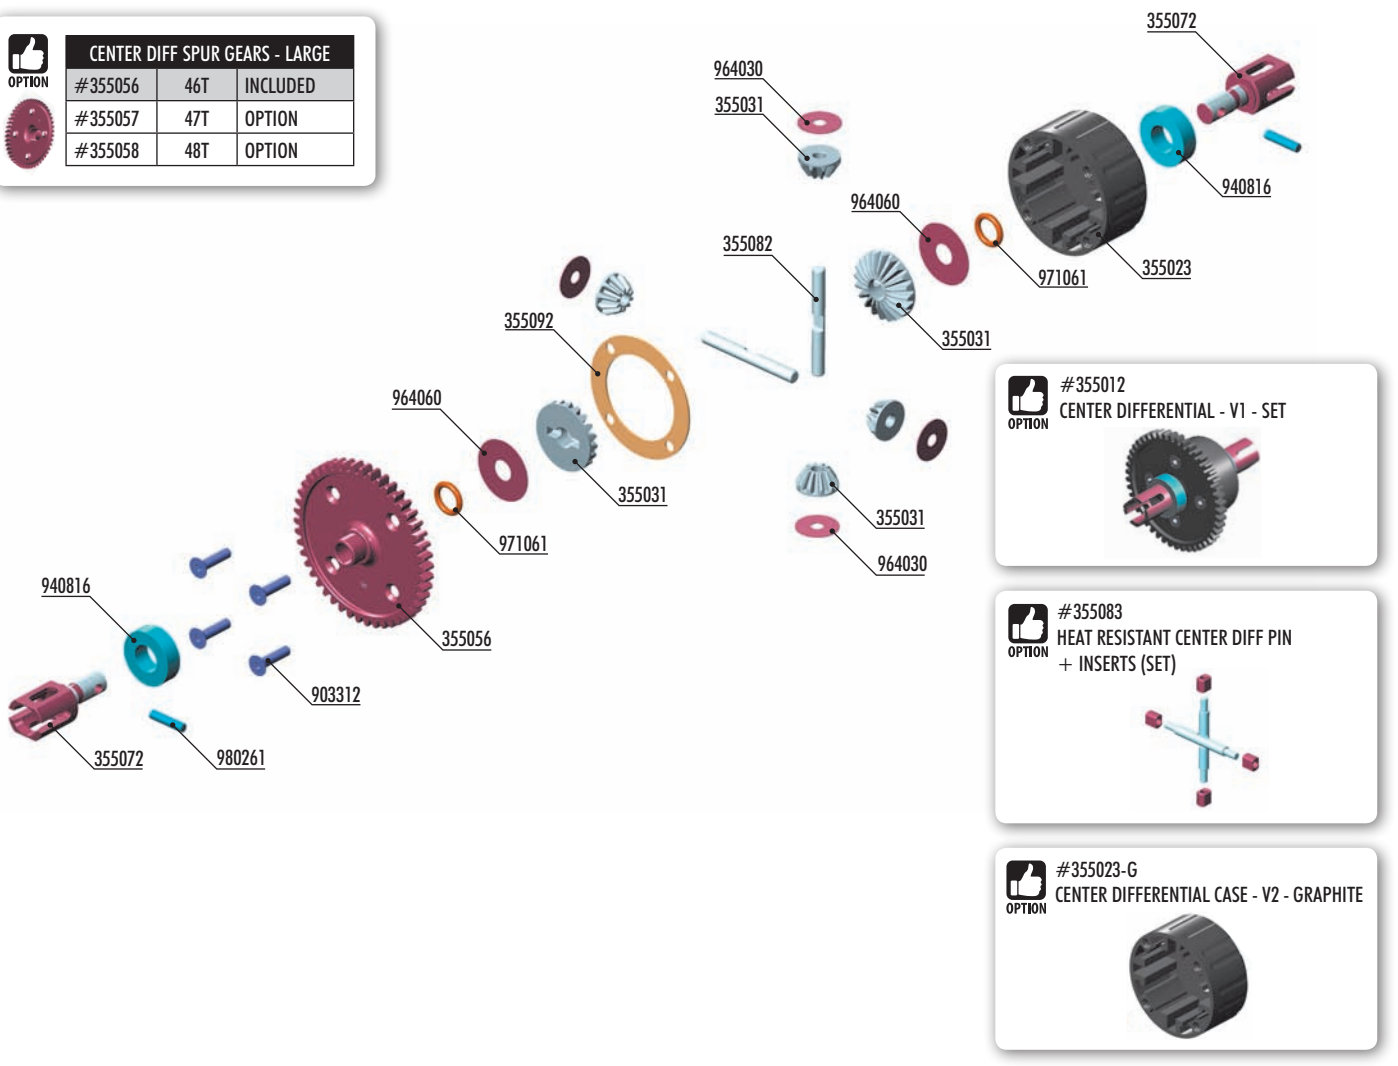 OPTION
CENTER DIFF SPUR GEARS - LARGE
#355056 46T INCLUDED
#355057 47T OPTION
#355058 48T OPTION
355072
964030
355031
940816
964060
355082
355023
971061
355092
355031
964060
355031
355031
971061
964030
940816
355056
903312
355072
980261
OPTION
#355012
CENTER DIFFERENTIAL - V1 - SET
OPTION
#355083
HEAT RESISTANT CENTER DIFF PIN
+ INSERTS (SET)
OPTION
#355023-G
CENTER DIFFERENTIAL CASE - V2 - GRAPHITE